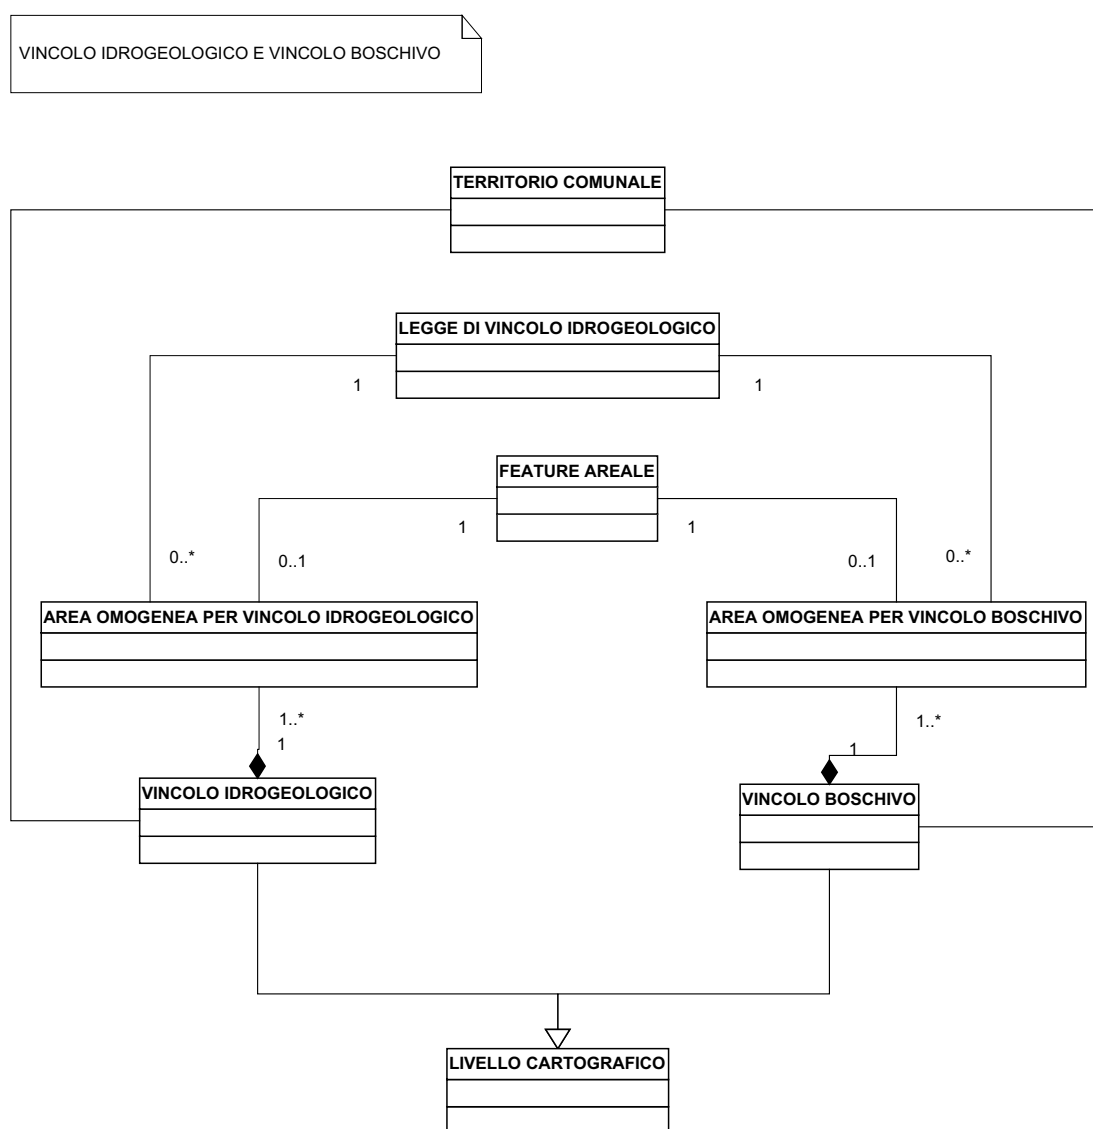 VINCOLO IDROGEOLOGICO E VINCOLO BOSCHIVO
TERRITORIO COMUNALE
LEGGE DI VINCOLO IDROGEOLOGICO
1
1
FEATURE AREALE
1
1
0..*
0..1
0..1
0..*
AREA OMOGENEA PER VINCOLO IDROGEOLOGICO
AREA OMOGENEA PER VINCOLO BOSCHIVO
1..*
1..*
1
1
VINCOLO IDROGEOLOGICO
VINCOLO BOSCHIVO
LIVELLO CARTOGRAFICO